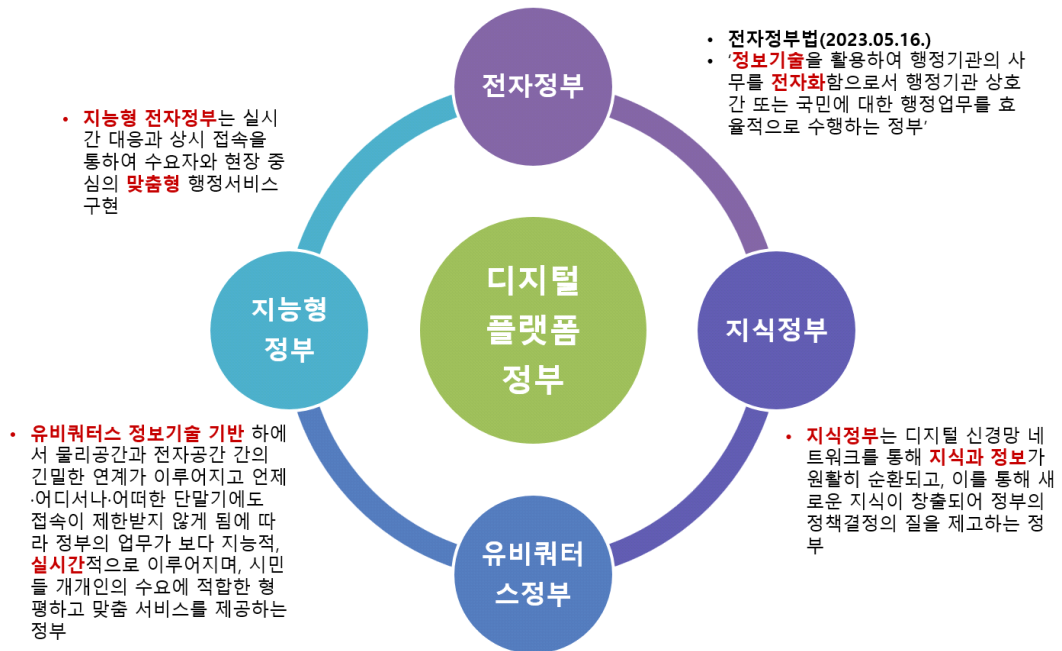 전자정부
• 전자정부법(2023.05.16.)
• '정보기술을 활용하여 행정기관의 사
무를 전자화함으로서 행정기관 상호
간 또는 국민에 대한 행정업무를 효
율적으로 수행하는 정부'
• 지능형 전자정부는 실시
간 대응과 상시 접속을
통하여 수요자와 현장 중
심의 맞춤형 행정서비스
구현
지능형
정부
디지털
플랫폼
정부
지식정부
• 유비쿼터스 정보기술 기반 하에
서 물리공간과 전자공간 간의
긴밀한 연계가 이루어지고 언제
·어디서나·어떠한 단말기에도
접속이 제한받지 않게 됨에 따
라 정부의 업무가 보다 지능적,
실시간적으로 이루어지며, 시민
들 개개인의 수요에 적합한 형
평하고 맞춤 서비스를 제공하는
정부
• 지식정부는 디지털 신경망 네
트워크를 통해 지식과 정보가
원활히 순환되고, 이를 통해 새
로운 지식이 창출되어 정부의
정책결정의 질을 제고하는 정
부
유비쿼터
스정부